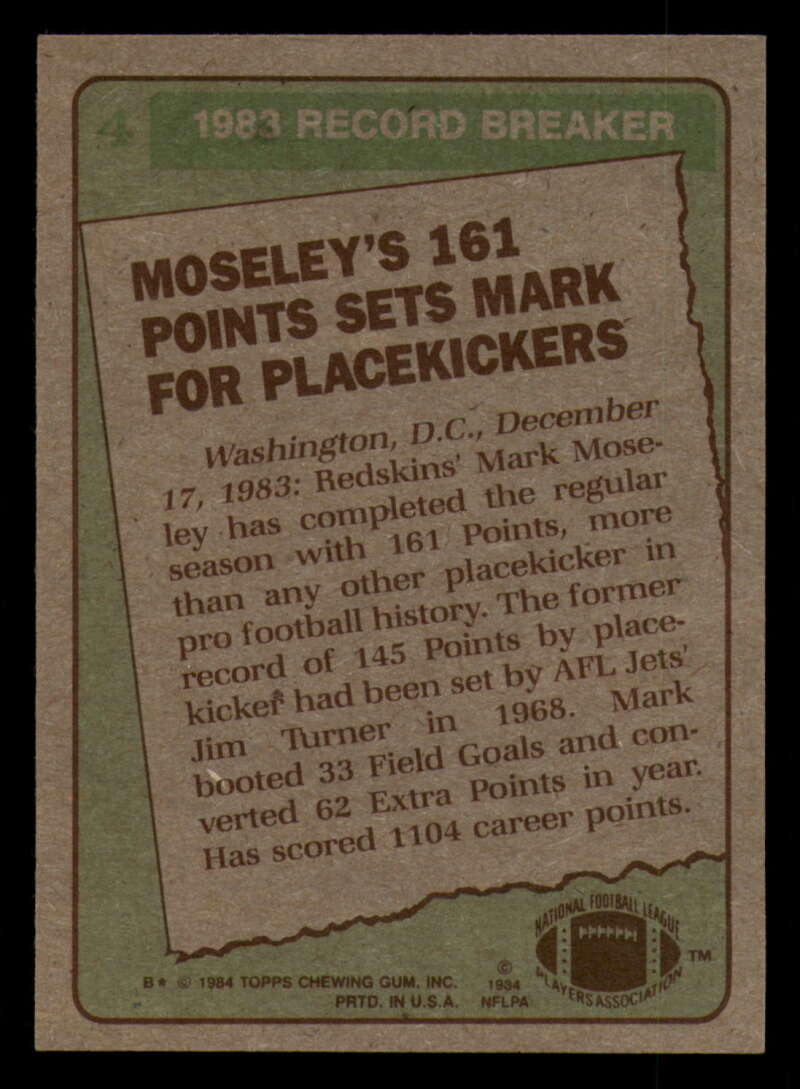 4 1983 RECORD BREAKER
MOSELEY'S 161
POINTS SETS MARK
FOR PLACEKICKERS
Washington, D.C., December
17, 1983: Redskins' Mark Mose-
ley has completed the regular
season with 161 Points, more
than any other placekicker in
pro football history. The former
record of 145 Points by place-
kicker had been set by AFL Jets'
Jim Turner in 1968. Mark
booted 33 Field Goals and con-
verted 62 Extra Points in year.
Has scored 1104 career points.
NATIONAL FOOTBALL LEAGUE
PLAYERS ASSOCIATION
TM
B* © 1984 TOPPS CHEWING GUM, INC.
PRTD. IN U.S.A.
©
1984
NFLPA